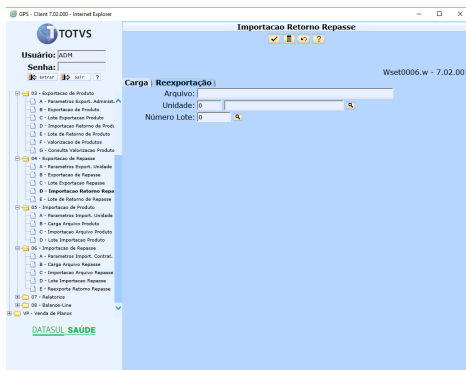 GPS - Client 7.02.000 - Internet Explorer
TOTVS
Usuário: ADM
Senha:
Entrar Sair ?
03 - Exportacao de Produto
A - Parametros Export. Administ.
B - Exportacao de Produto
C - Lote Exportacao Produto
D - Importacao Retorno de Produ
E - Lote de Retorno de Produto
F - Valorizacao de Produtos
G - Consulta Valorizacao Produto
04 - Exportacao de Repasse
A - Parametros Export. Unidade
B - Exportacao de Repasse
C - Lote Exportacao Repasse
D - Importacao Retorno Repa
E - Lote de Retorno de Repasse
05 - Importacao de Produto
A - Parametros Import. Unidade
B - Carga Arquivo Produto
C - Importacao Arquivo Produto
D - Lote Importacao Produto
06 - Importacao de Repasse
A - Parametros Import. Contrat.
B - Carga Arquivo Repasse
C - Importacao Arquivo Repasse
D - Lote Importacao Repasse
E - Reexporta Retorno Repasse
07 - Relatorios
08 - Balance-Line
VP - Venda de Planos
DATASUL SAÚDE
Importacao Retorno Repasse
?
Wset0006.w - 7.02.00
Carga Reexportação
Arquivo:
Unidade: 0
Número Lote: 0